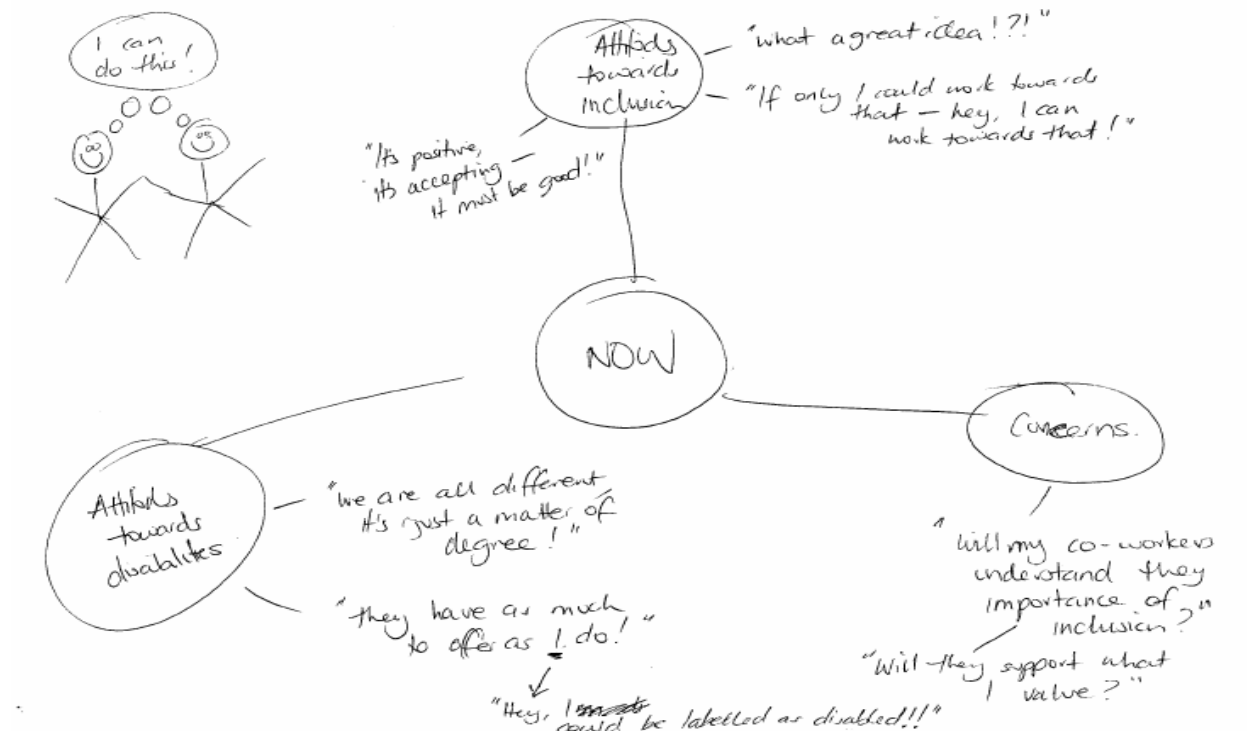 I can
do this!
Attitudes
towards
inclusion
"what a great idea!?!"
"If only I could work towards
that – hey, I can
work towards that!"
"It's positive,
it's accepting –
it must be good!"
NOW
Concerns.
"Will my co-workers
understand they
importance of
inclusion?"
"Will they support what
I value?"
Attitudes
towards
disabilities
"We are all different
it's just a matter of
degree!"
"they have as much
to offer as I do!"
"Hey, I
could be labelled as disabled!!"